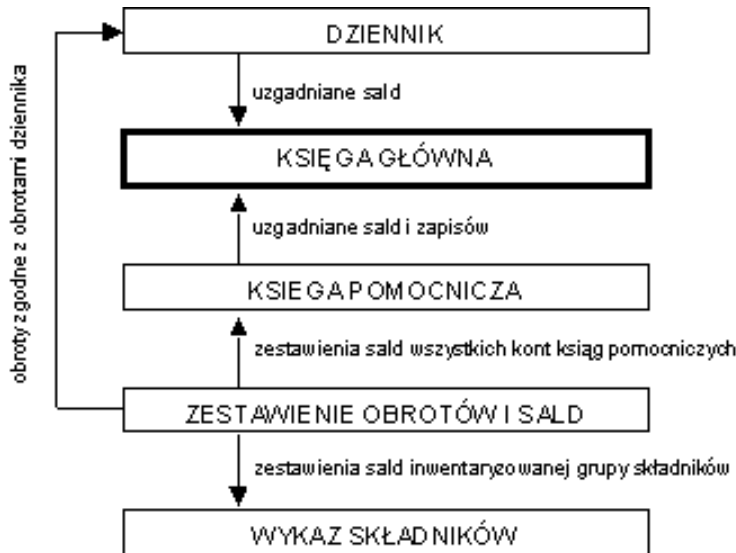 DZIENNIK
uzgadniane sald
KSIĘGA GŁÓWNA
uzgadniane sald i zapisów
KSIEGA POMOCNICZA
zestawienia sald wszystkich kont ksiąg pomocniczych
ZESTAWIENIE OBROTÓW I SALD
zestawienia sald inwentaryzowanej grupy składników
WYKAZ SKŁADNIKÓW
obroty zgodne z obrotami dziennika